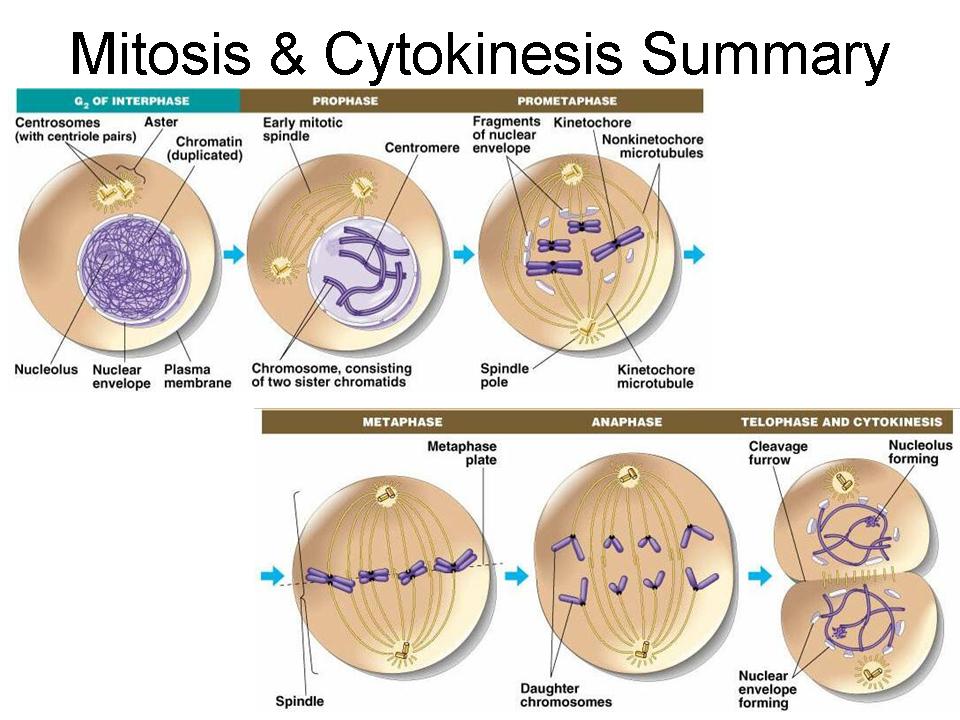 Mitosis & Cytokinesis Summary
G2 OF INTERPHASE
PROPHASE
PROMETAPHASE
Centrosomes
(with centriole pairs)
Aster
Chromatin
(duplicated)
Early mitotic
spindle
Centromere
Fragments
of nuclear
envelope
Kinetochore
Nonkinetochore
microtubules
Nucleolus
Nuclear
envelope
Plasma
membrane
Chromosome, consisting
of two sister chromatids
Spindle
pole
Kinetochore
microtubule
METAPHASE
ANAPHASE
TELOPHASE AND CYTOKINESIS
Metaphase
plate
Cleavage
furrow
Nucleolus
forming
Spindle
Daughter
chromosomes
Nuclear
envelope
forming